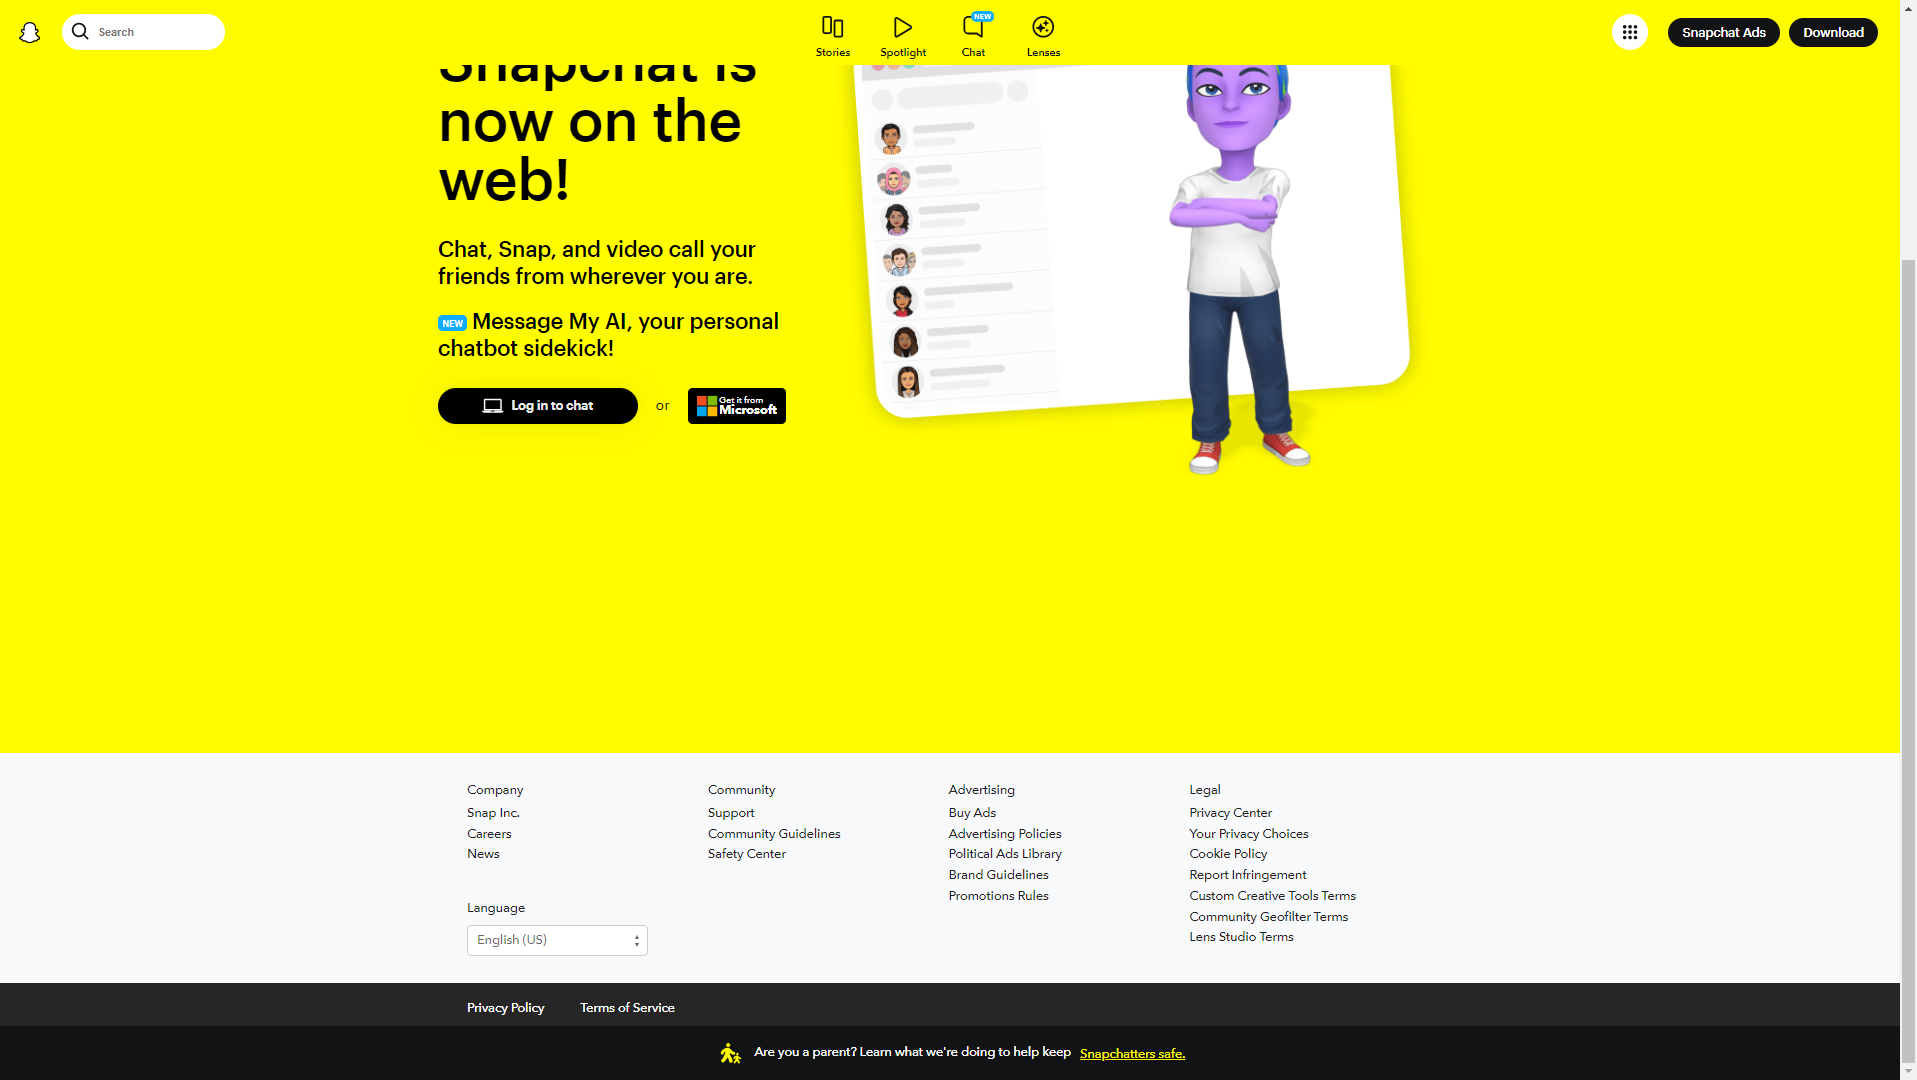 Search
Stories
Spotlight
NEW
Chat
Lenses
Snapchat Ads
Download
Snapchat is
now on the
web!
Chat, Snap, and video call your
friends from wherever you are.
NEW Message My AI, your personal
chatbot sidekick!
Log in to chat
or
Get it from
Microsoft
Company
Snap Inc.
Careers
News
Community
Support
Community Guidelines
Safety Center
Advertising
Buy Ads
Advertising Policies
Political Ads Library
Brand Guidelines
Promotions Rules
Legal
Privacy Center
Your Privacy Choices
Cookie Policy
Report Infringement
Custom Creative Tools Terms
Community Geofilter Terms
Lens Studio Terms
Language
English (US)
Privacy Policy
Terms of Service
Are you a parent? Learn what we're doing to help keep Snapchatters safe.